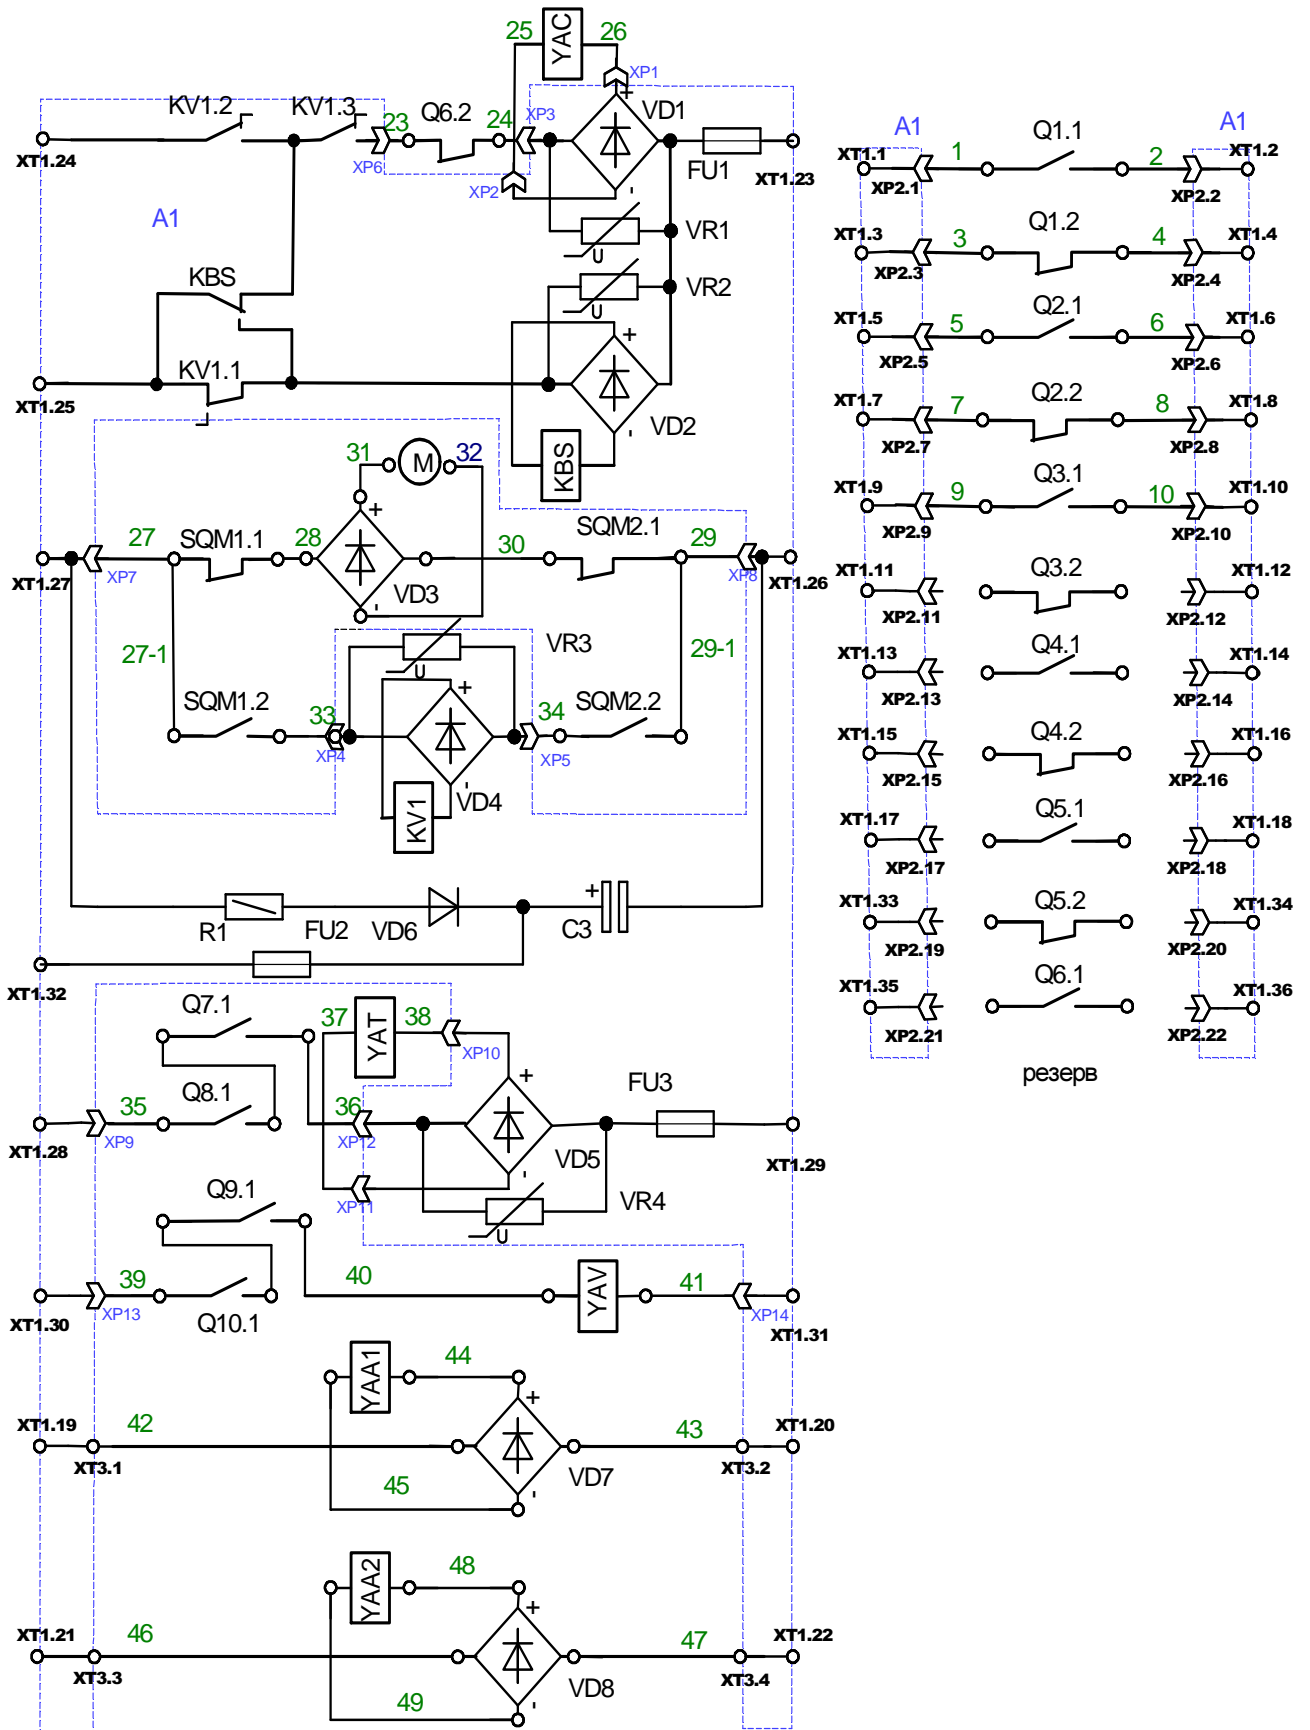 25 YAC 26
XP1
KV1.2 KV1.3 23 Q6.2 24 XP3 + VD1
XT1.24 XP6 XP2 FU1 XT1.23
A1
U VR1
KBS VR2
U
KV1.1 +
XT1.25 VD2
KBS
31 M 32
+
27 SQM1.1 28 30 SQM2.1 29
XT1.27 XP7 VD3 XP8 XT1.26
27-1 VR3 29-1
U
SQM1.2 33 + 34 SQM2.2
XP4 XP5
VD4
KV1
+
R1 FU2 VD6 C3
XT1.32
Q7.1 37 YAT 38
XP10
+ FU3
35 Q8.1 36
XT1.28 XP9 XP12 VD5 XT1.29
XP11
Q9.1 VR4
U
39 40 YAV 41
XP13 XP14
XT1.30 Q10.1 XT1.31
YAA1 44
+
XT1.19 42 43 XT1.20
XT3.1 VD7 XT3.2
45
YAA2 48
+
XT1.21 46 47 XT1.22
XT3.3 VD8 XT3.4
49
A1 Q1.1 A1
XT1.1 1 2 XT1.2
XP2.1 XP2.2
Q1.2
XT1.3 3 4 XT1.4
XP2.3 XP2.4
Q2.1
XT1.5 5 6 XT1.6
XP2.5 XP2.6
Q2.2
XT1.7 7 8 XT1.8
XP2.7 XP2.8
Q3.1
XT1.9 9 10 XT1.10
XP2.9 XP2.10
Q3.2
XT1.11 XT1.12
XP2.11 XP2.12
Q4.1
XT1.13 XT1.14
XP2.13 XP2.14
Q4.2
XT1.15 XT1.16
XP2.15 XP2.16
Q5.1
XT1.17 XT1.18
XP2.17 XP2.18
Q5.2
XT1.33 XT1.34
XP2.19 XP2.20
Q6.1
XT1.35 XT1.36
XP2.21 XP2.22
резерв